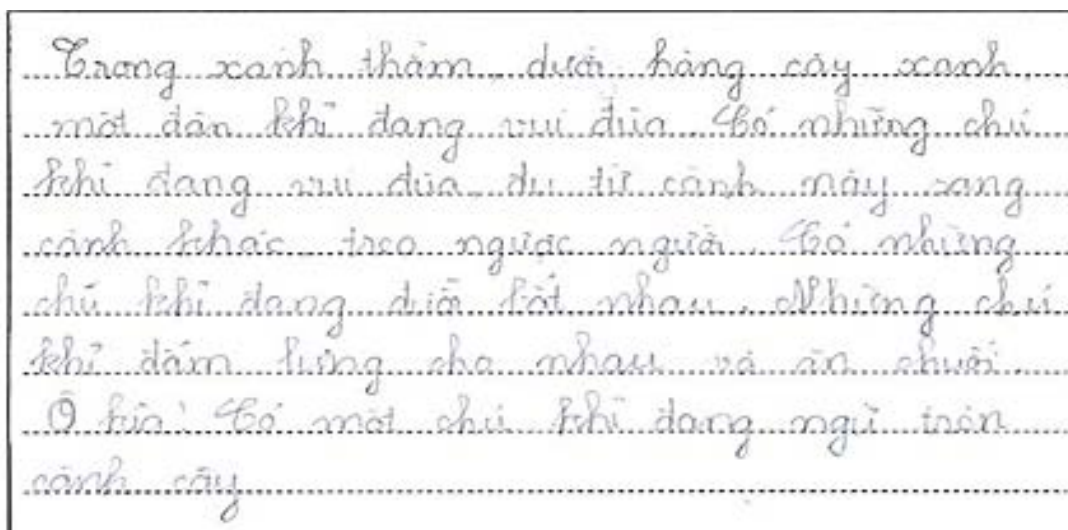 Trong xanh thẳm, dưới hàng cây xanh,
một đàn khỉ đang vui đùa. Có những chú
khỉ đang vui đùa, đu từ cành này sang
cành khác, treo ngược người. Có những
chú khỉ đang đuổi bắt nhau. Những chú
khỉ đấm lưng cho nhau và ăn chuối.
Ô kìa! Có một chú khỉ đang ngủ trên
cành cây